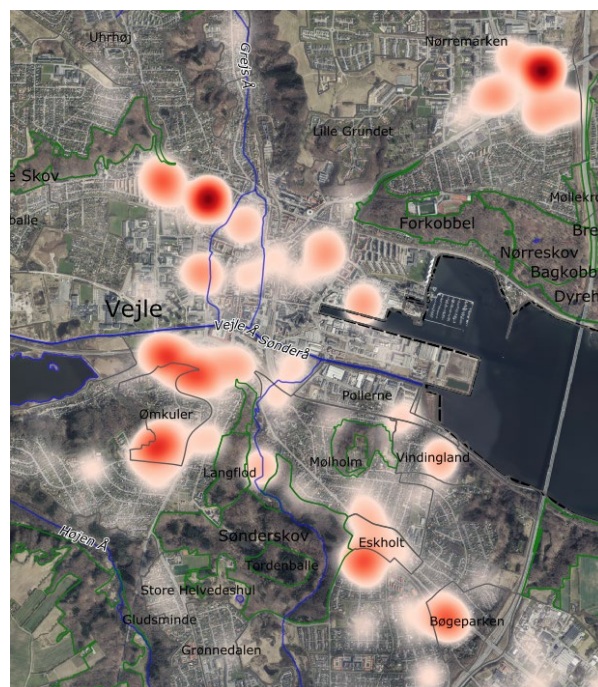 Uhrhøj
Nørremarken
Grejs Å
Lille Grundet
e Skov
Møllekro
balle
Forkobbel
Bre
Nørreskov
Bagkobb
Dyreh
Vejle
Vejle Å Sønderå
Pollerne
Ømkuler
Vindingland
Mølholm
Langflod
Højen Å
Sønderskov
Eskholt
Tordenballe
Store Helvedeshul
Gludsminde
Bøgeparken
Grønnedalen